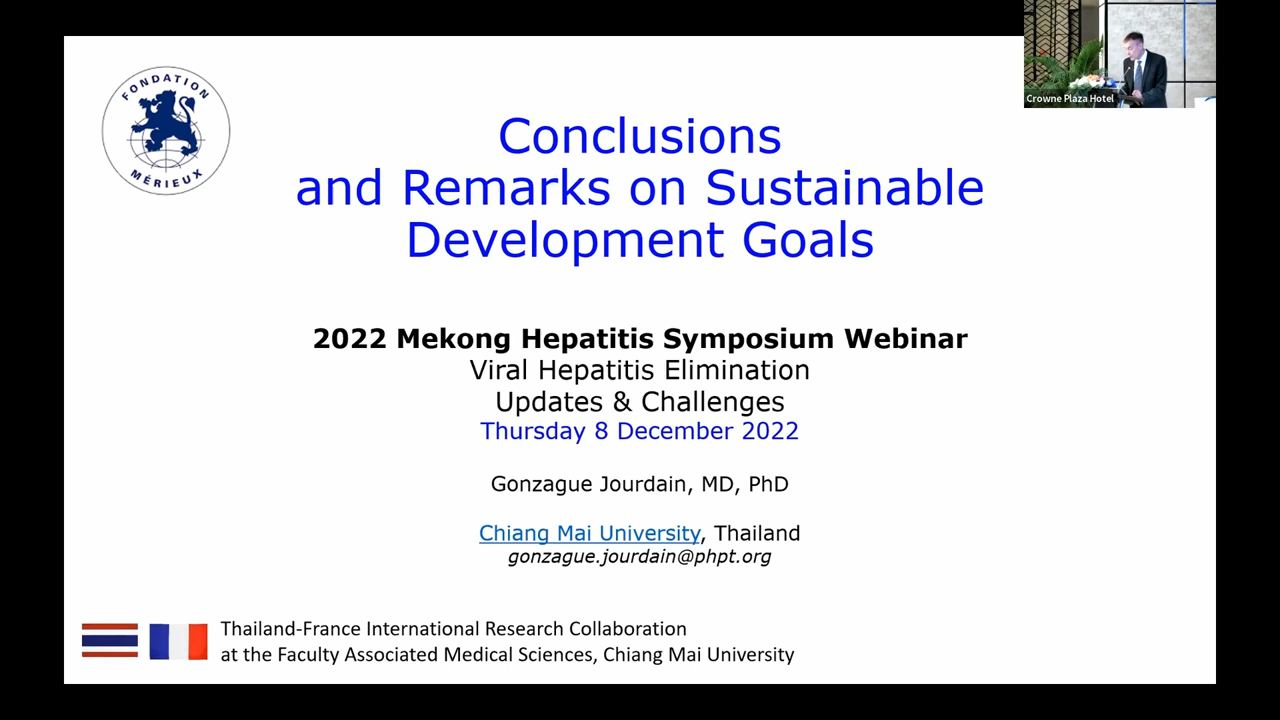 FONDATION
MÉRIEUX
Crowne Plaza Hotel
Conclusions
and Remarks on Sustainable
Development Goals
2022 Mekong Hepatitis Symposium Webinar
Viral Hepatitis Elimination
Updates & Challenges
Thursday 8 December 2022
Gonzague Jourdain, MD, PhD
Chiang Mai University, Thailand
gonzague.jourdain@phpt.org
Thailand-France International Research Collaboration
at the Faculty Associated Medical Sciences, Chiang Mai University